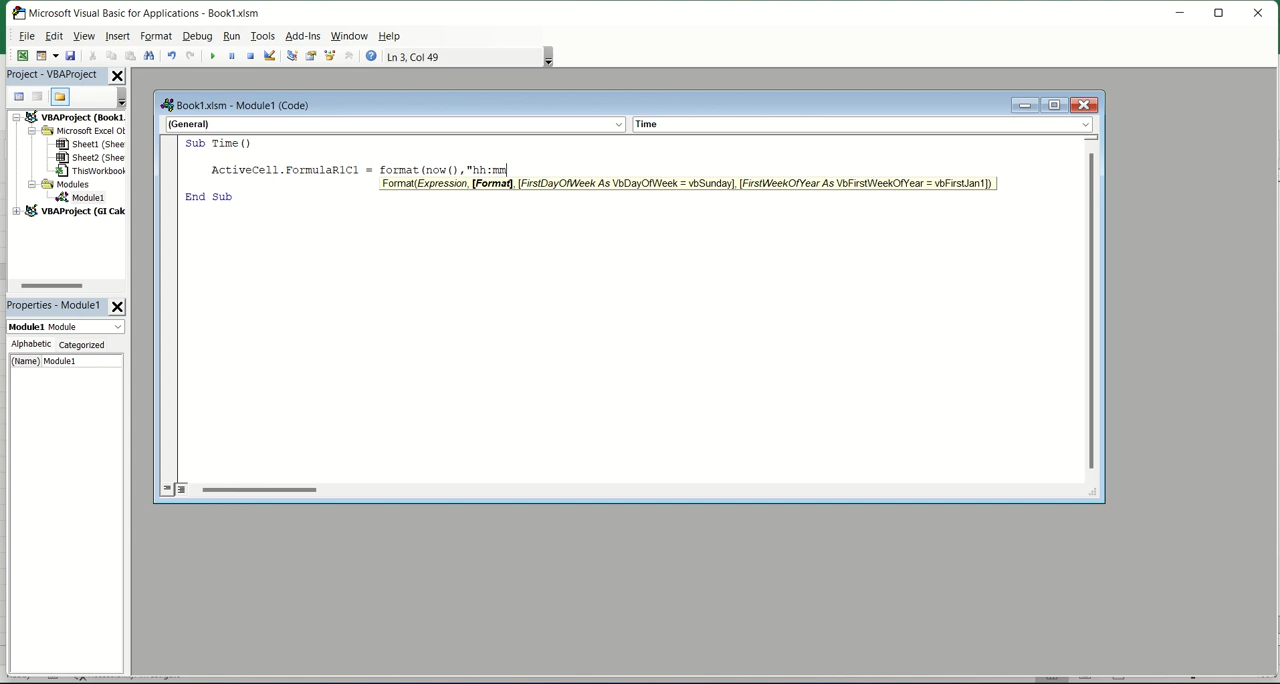 Microsoft Visual Basic for Applications - Book1.xlsm
File Edit View Insert Format Debug Run Tools Add-Ins Window Help
Ln 3, Col 49
Project - VBAProject
VBAProject (Book1.
Microsoft Excel Ob
Sheet1 (Shee
Sheet2 (Shee
ThisWorkbook
Modules
Module1
VBAProject (GI Cak
Properties - Module1
Module1 Module
Alphabetic Categorized
(Name) Module1
Book1.xlsm - Module1 (Code)
(General) Time
Sub Time()
ActiveCell.FormulaR1C1 = format(now(),"hh:mm
Format(Expression, [Format], [FirstDayOfWeek As VbDayOfWeek = vbSunday], [FirstWeekOfYear As VbFirstWeekOfYear = vbFirstJan1])
End Sub